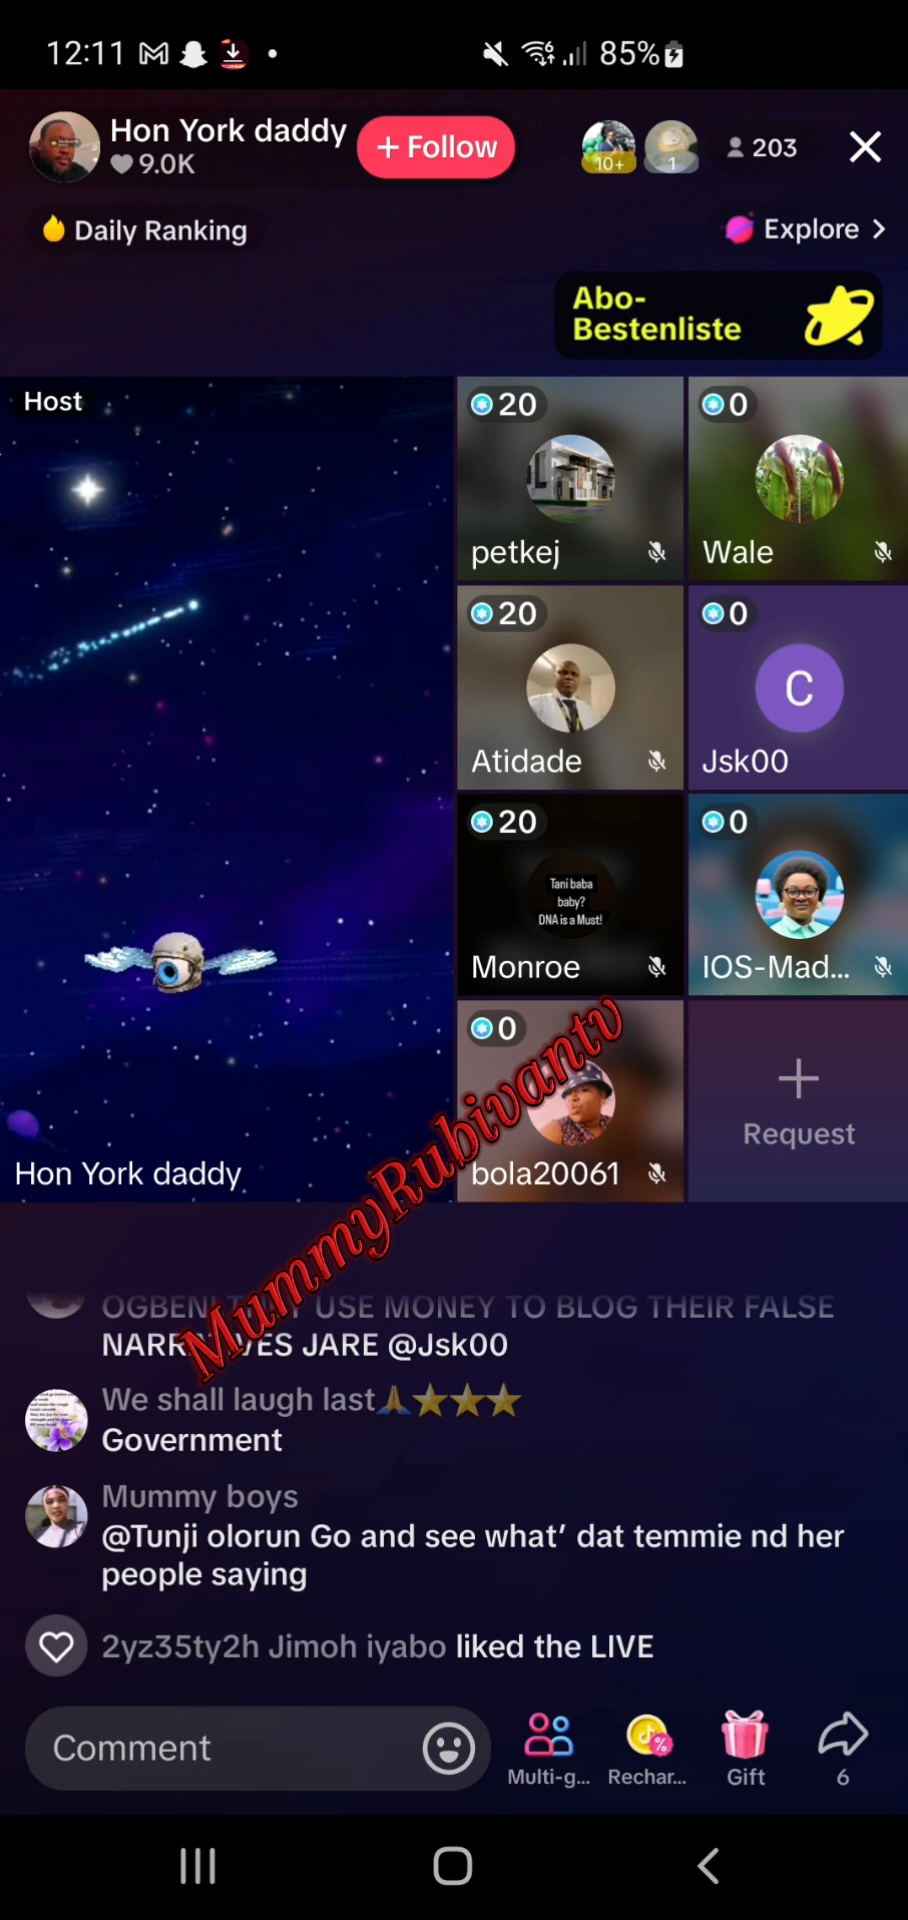 12:11 85%
Hon York daddy
9.0K
+ Follow
10+
1
203
Daily Ranking
Explore >
Abo-
Bestenliste
Host
20
petkej
0
Wale
20
Atidade
0
C
Jsk00
20
Tani baba
baby?
DNA is a Must!
Monroe
0
IOS-Mad...
0
bola20061
Request
Hon York daddy
MummyRubivantv
USE MONEY TO BLOG THEIR FALSE
JARE @Jsk00
We shall laugh last🙏⭐⭐⭐
Government
Mummy boys
@Tunji olorun Go and see what’ dat temmie nd her
people saying
2yz35ty2h Jimoh iyabo liked the LIVE
Comment
Multi-g...
Rechar...
Gift
6